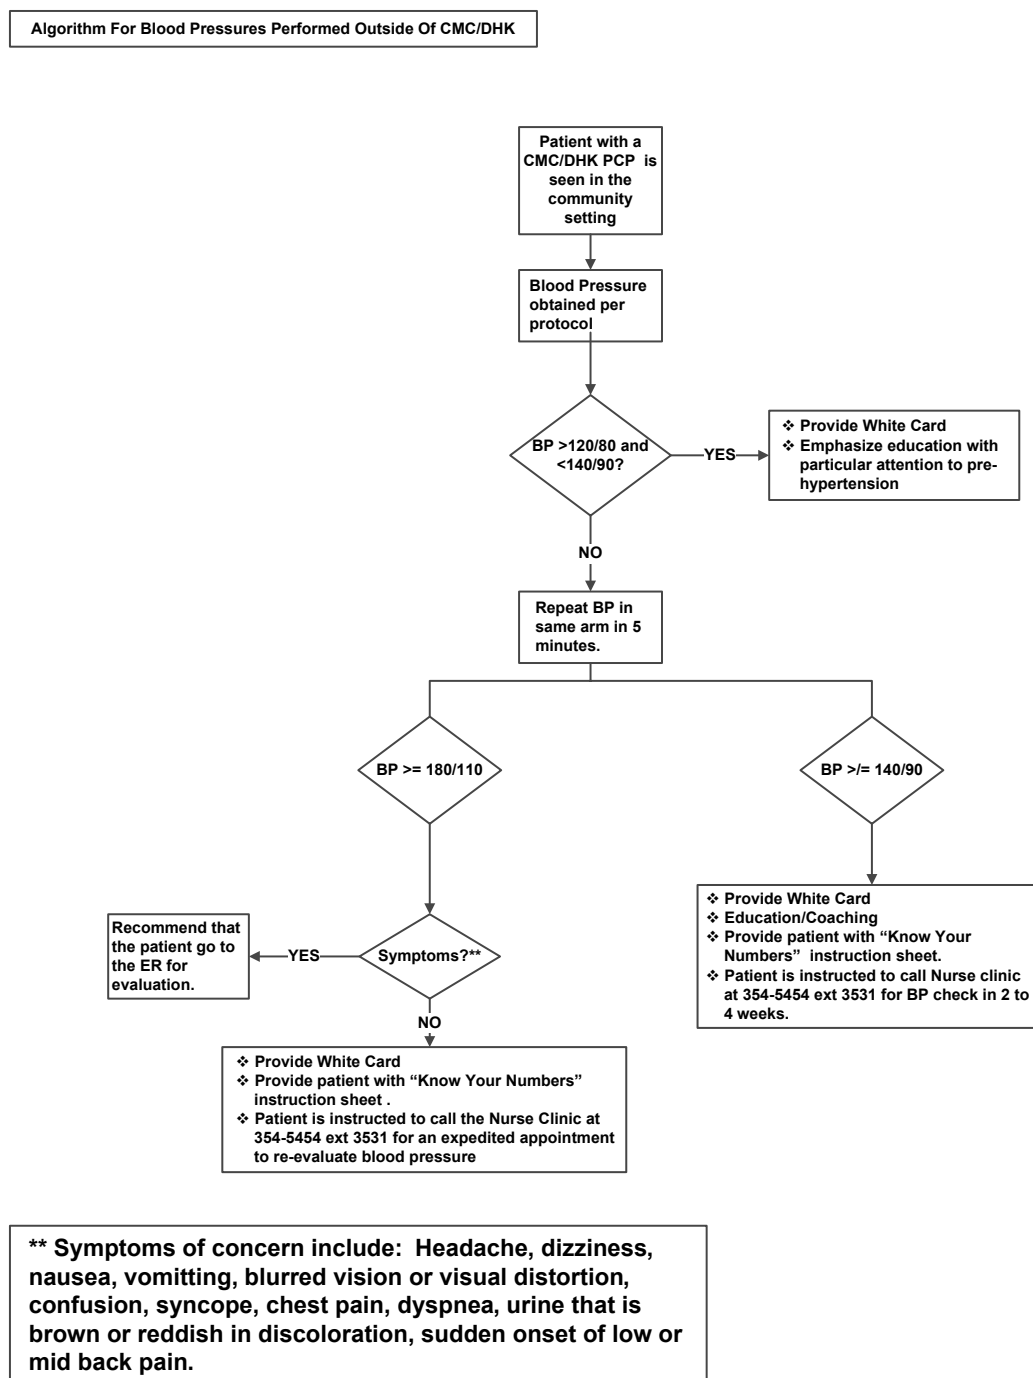 Algorithm For Blood Pressures Performed Outside Of CMC/DHK
Patient with a
CMC/DHK PCP is
seen in the
community
setting
Blood Pressure
obtained per
protocol
BP >120/80 and
<140/90?
YES
❖ Provide White Card
❖ Emphasize education with
particular attention to pre-
hypertension
NO
Repeat BP in
same arm in 5
minutes.
BP >= 180/110
BP >/= 140/90
❖ Provide White Card
❖ Education/Coaching
❖ Provide patient with “Know Your
Numbers” instruction sheet.
❖ Patient is instructed to call Nurse clinic
at 354-5454 ext 3531 for BP check in 2 to
4 weeks.
Symptoms?**
YES
Recommend that
the patient go to
the ER for
evaluation.
NO
❖ Provide White Card
❖ Provide patient with “Know Your Numbers”
instruction sheet .
❖ Patient is instructed to call the Nurse Clinic at
354-5454 ext 3531 for an expedited appointment
to re-evaluate blood pressure
** Symptoms of concern include: Headache, dizziness,
nausea, vomitting, blurred vision or visual distortion,
confusion, syncope, chest pain, dyspnea, urine that is
brown or reddish in discoloration, sudden onset of low or
mid back pain.